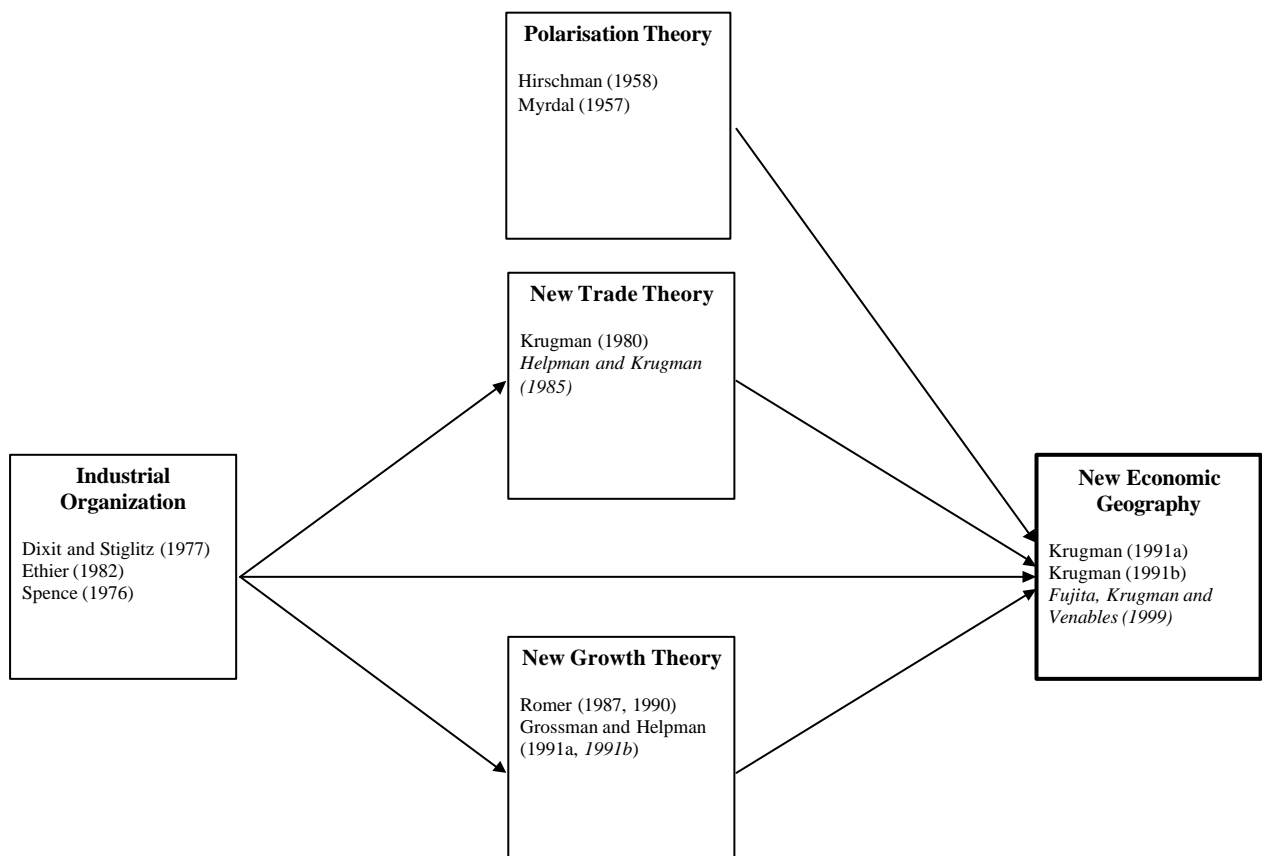 Polarisation Theory
Hirschman (1958)
Myrdal (1957)
New Trade Theory
Krugman (1980)
Helpman and Krugman
(1985)
Industrial
Organization
Dixit and Stiglitz (1977)
Ethier (1982)
Spence (1976)
New Economic
Geography
Krugman (1991a)
Krugman (1991b)
Fujita, Krugman and
Venables (1999)
New Growth Theory
Romer (1987, 1990)
Grossman and Helpman
(1991a, 1991b)